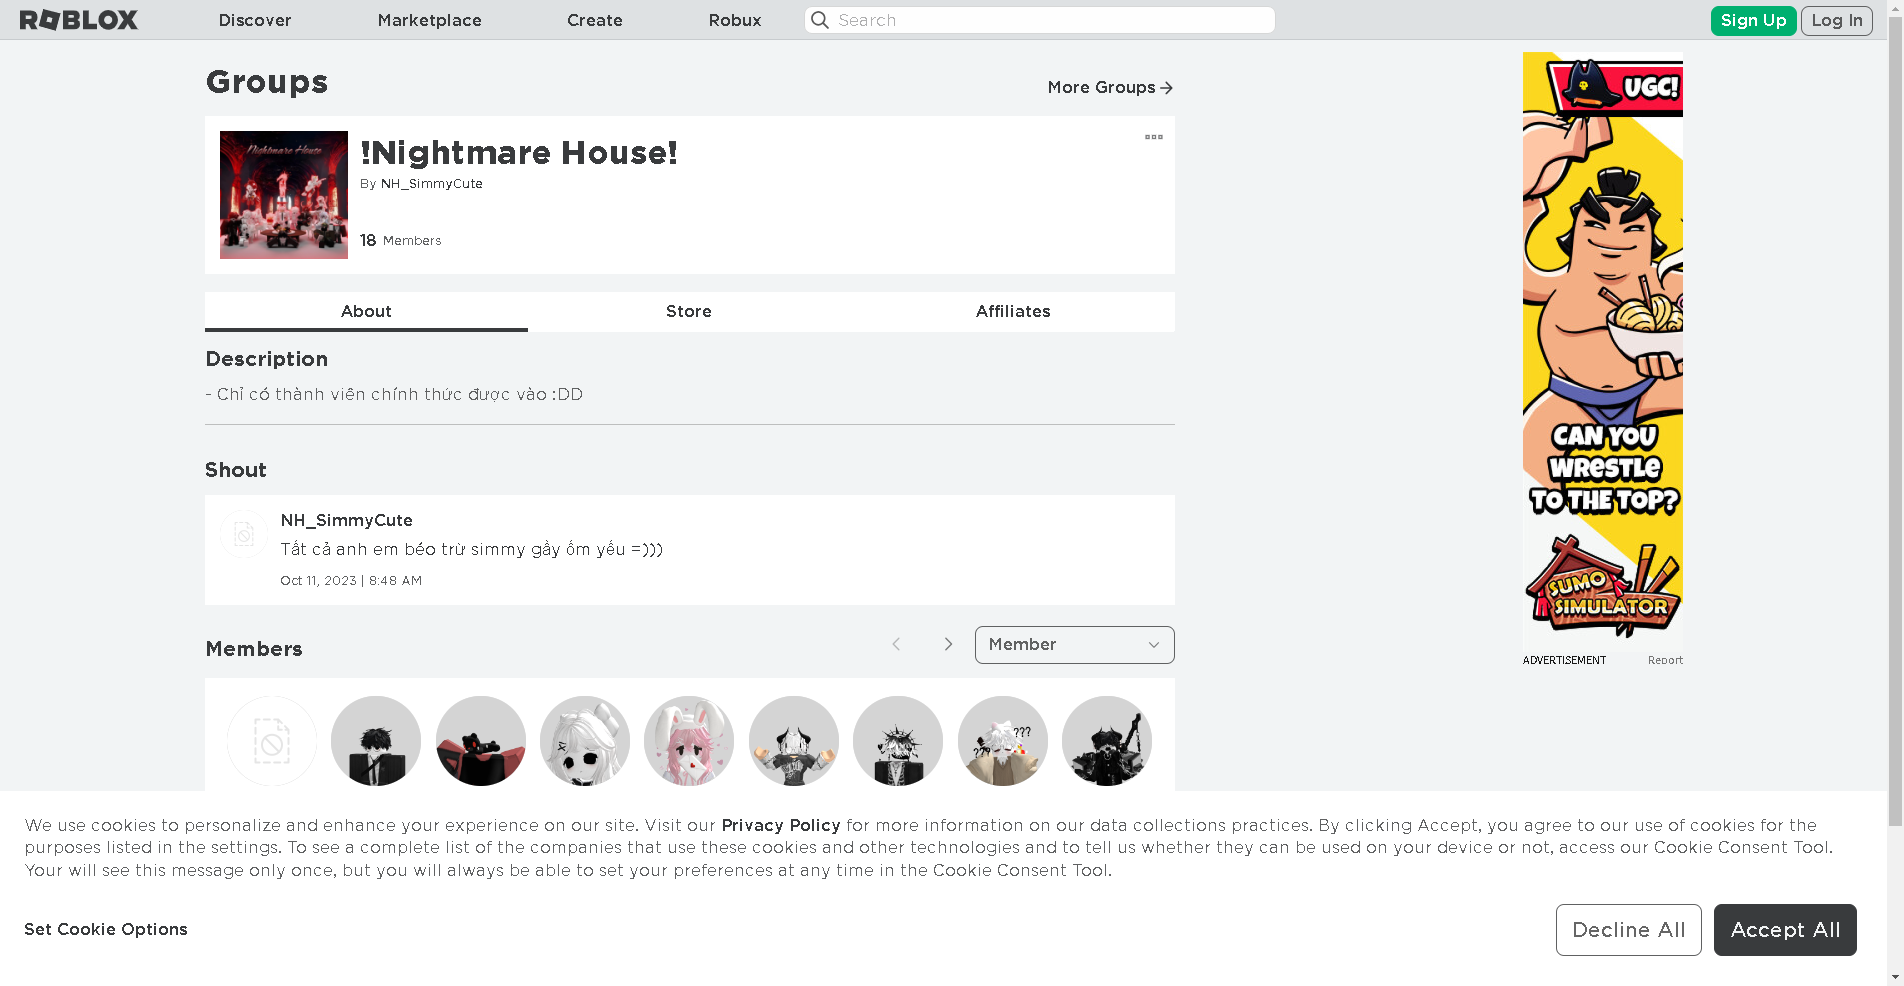 ROBLOX
Discover
Marketplace
Create
Robux
Search
Sign Up
Log In
Groups
More Groups
Nightmare House
!Nightmare House!
By NH_SimmyCute
18 Members
About
Store
Affiliates
Description
- Chỉ có thành viên chính thức được vào :DD
Shout
NH_SimmyCute
Tất cả anh em béo trừ simmy gầy ốm yếu =)))
Oct 11, 2023 | 8:48 AM
Members
Member
???
???
UGC!
CAN YOU
WRESTLE
TO THE TOP?
SUMO
SIMULATOR
ADVERTISEMENT
Report
We use cookies to personalize and enhance your experience on our site. Visit our Privacy Policy for more information on our data collections practices. By clicking Accept, you agree to our use of cookies for the
purposes listed in the settings. To see a complete list of the companies that use these cookies and other technologies and to tell us whether they can be used on your device or not, access our Cookie Consent Tool.
Your will see this message only once, but you will always be able to set your preferences at any time in the Cookie Consent Tool.
Set Cookie Options
Decline All
Accept All